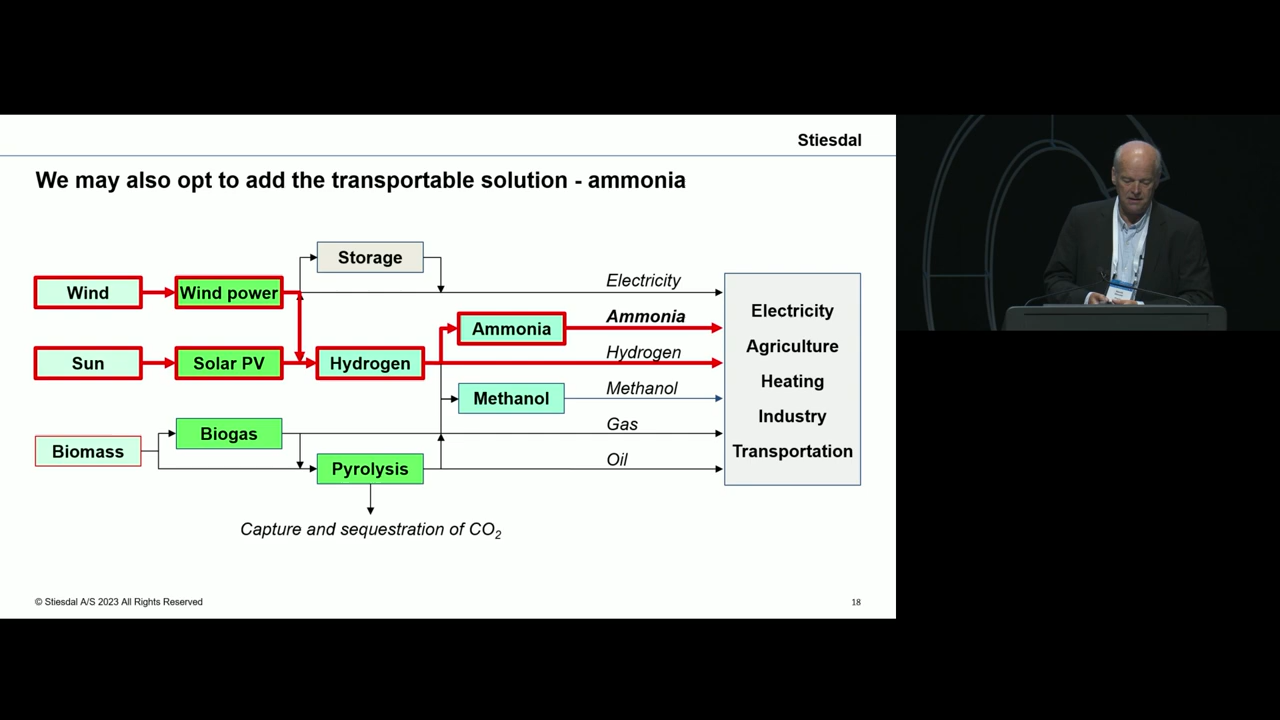 Stiesdal
We may also opt to add the transportable solution - ammonia
Storage
Wind
Wind power
Electricity
Ammonia
Ammonia
Sun
Solar PV
Hydrogen
Hydrogen
Methanol
Methanol
Biomass
Biogas
Gas
Pyrolysis
Oil
Electricity
Agriculture
Heating
Industry
Transportation
Capture and sequestration of CO2
© Stiesdal A/S 2023 All Rights Reserved
18